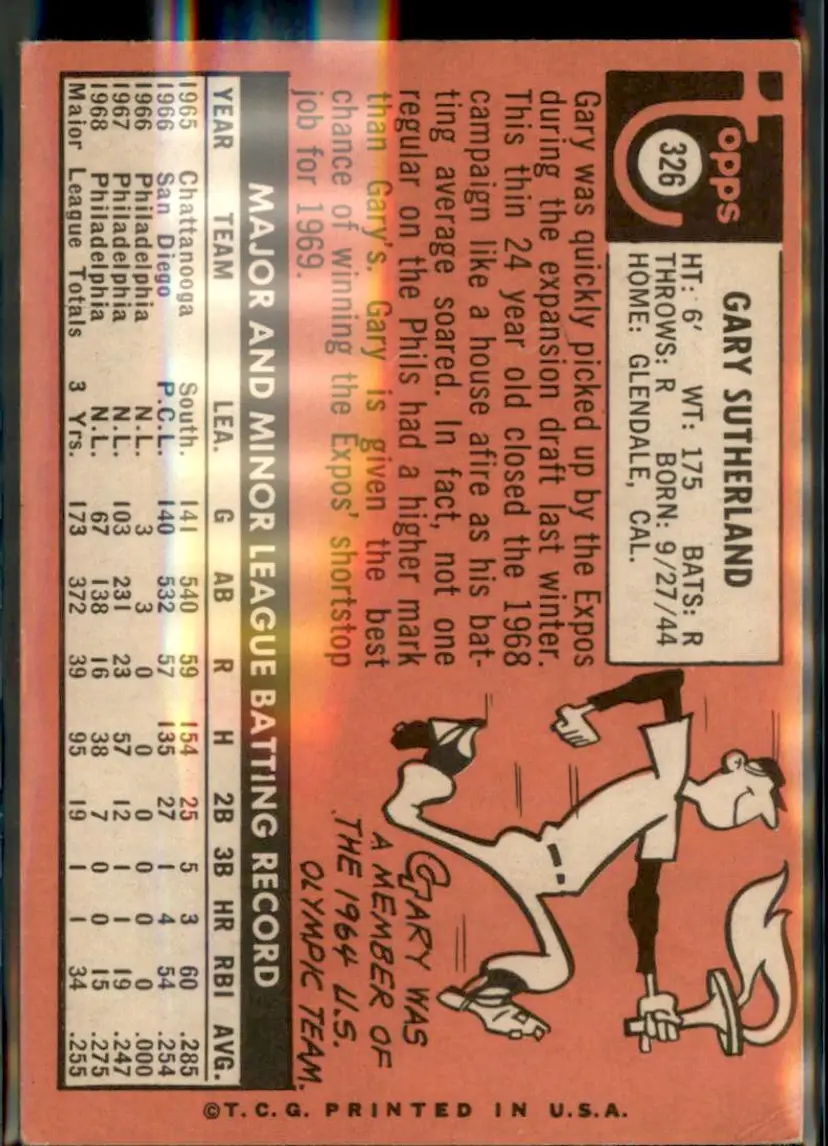 Topps
326
GARY SUTHERLAND
HT: 6' WT: 175 BATS: R
THROWS: R BORN: 9/27/44
HOME: GLENDALE, CAL.
Gary was quickly picked up by the Expos
during the expansion draft last winter.
This thin 24 year old closed the 1968
campaign like a house afire as his bat-
ting average soared. In fact, not one
regular on the Phils had a higher mark
than Gary's. Gary is given the best
chance of winning the Expos' shortstop
job for 1969.
GARY WAS
A MEMBER OF
THE 1964 U.S.
OLYMPIC TEAM.
MAJOR AND MINOR LEAGUE BATTING RECORD
YEAR TEAM LEA. G AB R H 2B 3B HR RBI AVG.
1965 Chattanooga South. 141 540 59 154 25 5 3 60 .285
1966 San Diego P.C.L. 140 532 57 135 27 1 4 54 .254
1966 Philadelphia N.L. 3 3 0 0 0 0 0 0 .000
1967 Philadelphia N.L. 103 231 23 57 12 1 1 19 .247
1968 Philadelphia N.L. 67 138 16 38 7 0 0 15 .275
Major League Totals 3 Yrs. 173 372 39 95 19 1 1 34 .255
©T.C.G. PRINTED IN U.S.A.